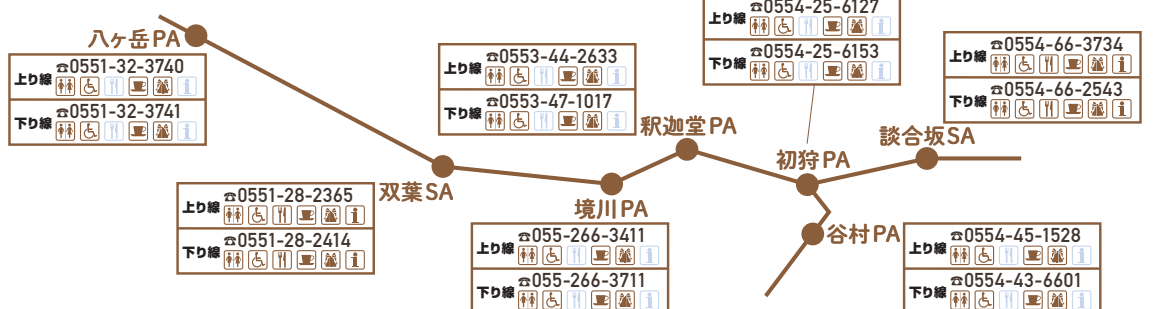 八ヶ岳PA
上り線 ☎0551-32-3740
下り線 ☎0551-32-3741
双葉SA
上り線 ☎0551-28-2365
下り線 ☎0551-28-2414
上り線 ☎0553-44-2633
下り線 ☎0553-47-1017
釈迦堂PA
境川PA
上り線 ☎055-266-3411
下り線 ☎055-266-3711
上り線 ☎0554-25-6127
下り線 ☎0554-25-6153
初狩PA
上り線 ☎0554-66-3734
下り線 ☎0554-66-2543
談合坂SA
谷村PA
上り線 ☎0554-45-1528
下り線 ☎0554-43-6601